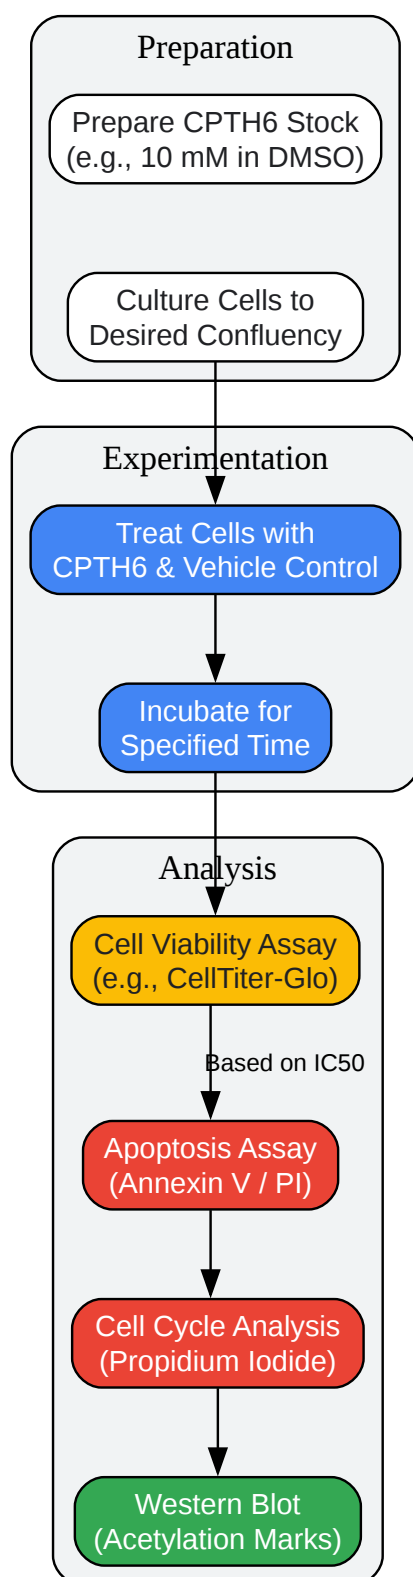 Preparation
Prepare CPTH6 Stock
(e.g., 10 mM in DMSO)
Culture Cells to
Desired Confluency
Experimentation
Treat Cells with
CPTH6 & Vehicle Control
Incubate for
Specified Time
Analysis
Cell Viability Assay
(e.g., CellTiter-Glo)
Based on IC50
Apoptosis Assay
(Annexin V / PI)
Cell Cycle Analysis
(Propidium Iodide)
Western Blot
(Acetylation Marks)